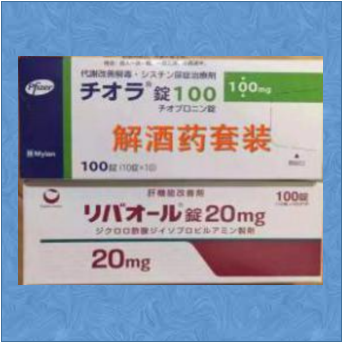 代謝改善解毒・シスチン尿症治療剤
Pfizer
チオラ®錠100
100mg
チオプロニン錠
解酒药套装
Mylan
100錠(10錠×10)
肝機能改善剤
リバオール®錠20mg
100錠
ジクロロ酢酸ジイソプロピルアミン製剤
20mg